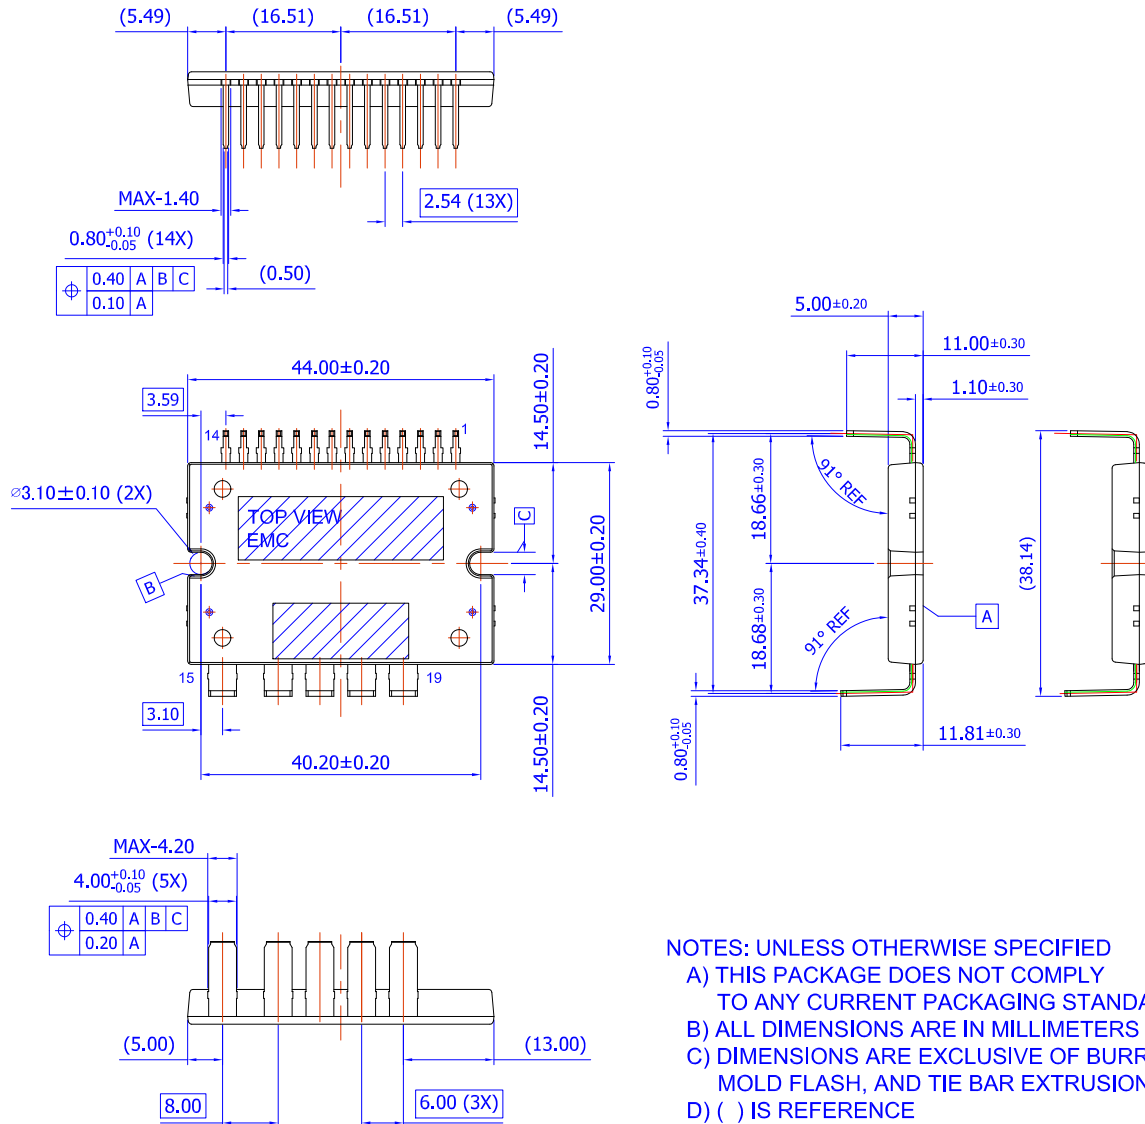 (5.49) (16.51) (16.51) (5.49)
MAX-1.40
2.54 (13X)
0.80+0.10-0.05 (14X)
(0.50)
⌖ 0.40 A B C
0.10 A
44.00±0.20
3.59
14 1
14.50±0.20
⌀3.10±0.10 (2X)
TOP VIEW
EMC
C
B
29.00±0.20
15 19
3.10
14.50±0.20
40.20±0.20
5.00±0.20
11.00±0.30
0.80+0.10-0.05
1.10±0.30
91° REF
18.66±0.30
37.34±0.40
(38.14)
A
91° REF
18.68±0.30
0.80+0.10-0.05
11.81±0.30
MAX-4.20
4.00+0.10-0.05 (5X)
⌖ 0.40 A B C
0.20 A
(5.00) (13.00)
8.00 6.00 (3X)
NOTES: UNLESS OTHERWISE SPECIFIED
A) THIS PACKAGE DOES NOT COMPLY
TO ANY CURRENT PACKAGING
B) ALL DIMENSIONS ARE IN MILLIMETERS
C) DIMENSIONS ARE EXCLUSIVE OF
MOLD FLASH, AND TIE BAR
D) ( ) IS REFERENCE